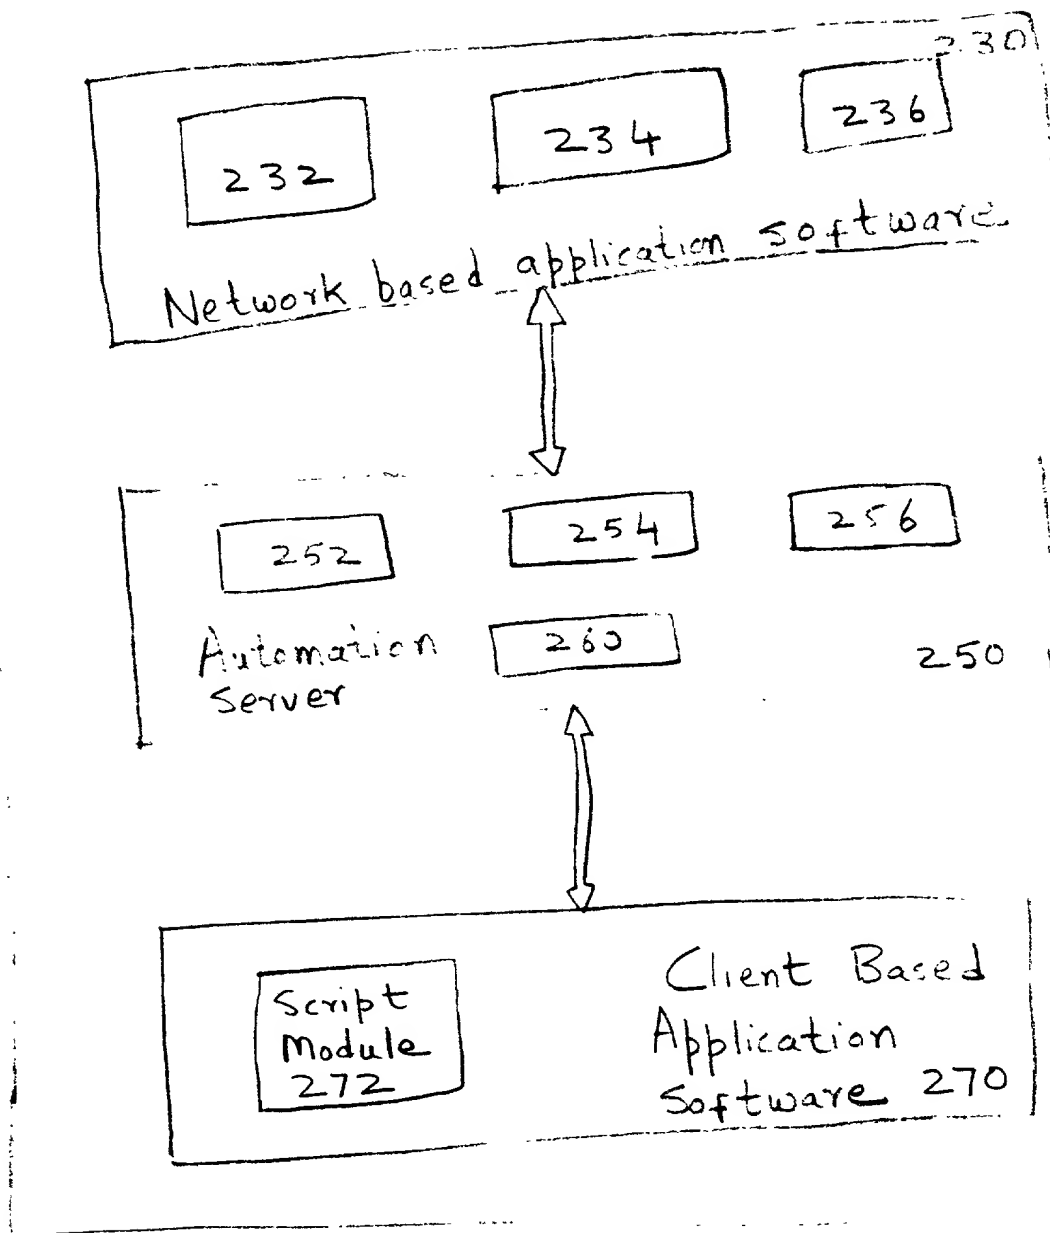 230
232
234
236
Network based application software
252
254
256
Automation
Server
260
250
Script
Module
272
Client Based
Application
Software 270